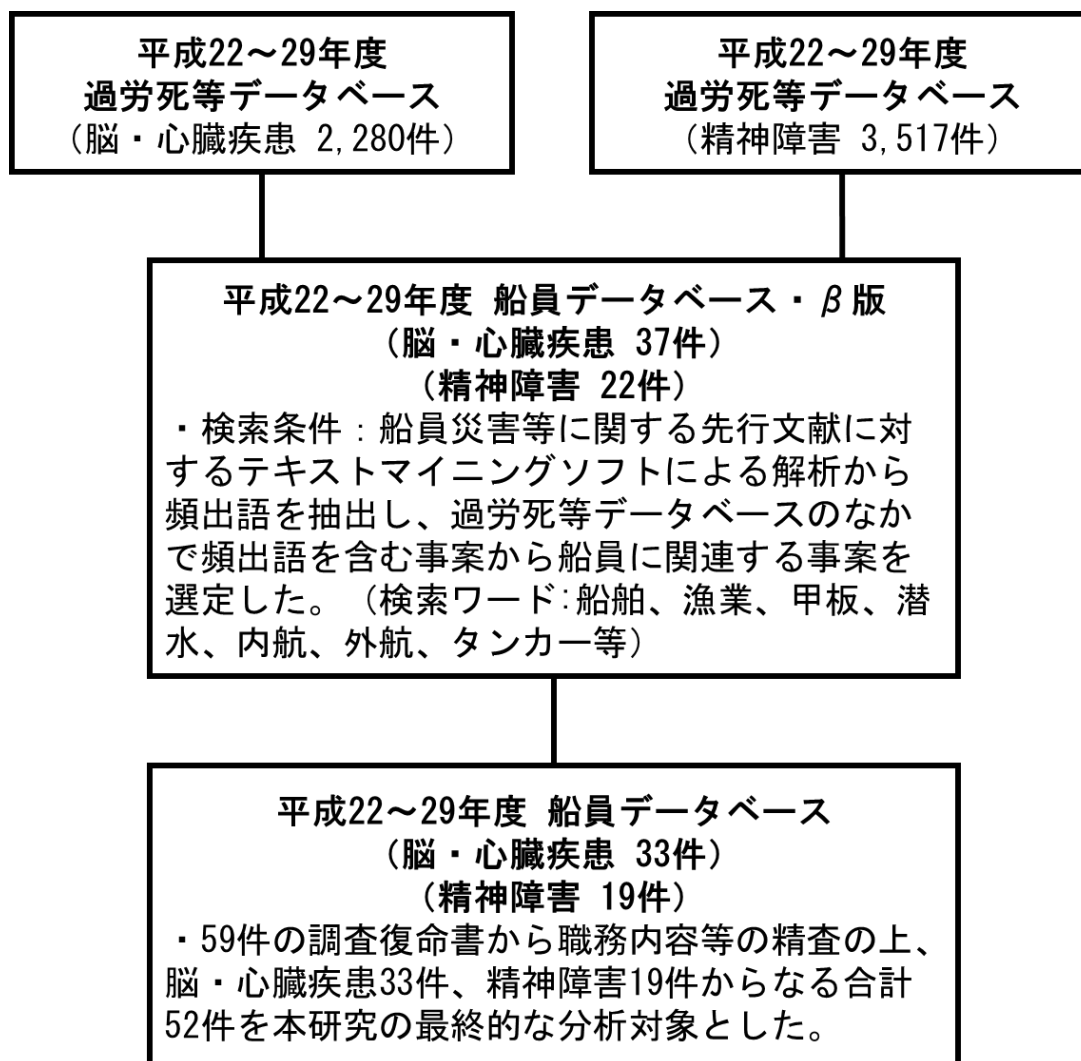 平成22～29年度
過労死等データベース
（脳・心臓疾患 2,280件）
平成22～29年度
過労死等データベース
（精神障害 3,517件）
平成22～29年度 船員データベース・β版
（脳・心臓疾患 37件）
（精神障害 22件）
・検索条件：船員災害等に関する先行文献に対
するテキストマイニングソフトによる解析から
頻出語を抽出し、過労死等データベースのなか
で頻出語を含む事案から船員に関連する事案を
選定した。（検索ワード:船舶、漁業、甲板、潜
水、内航、外航、タンカー等）
平成22～29年度 船員データベース
（脳・心臓疾患 33件）
（精神障害 19件）
・59件の調査復命書から職務内容等の精査の上、
脳・心臓疾患33件、精神障害19件からなる合計
52件を本研究の最終的な分析対象とした。